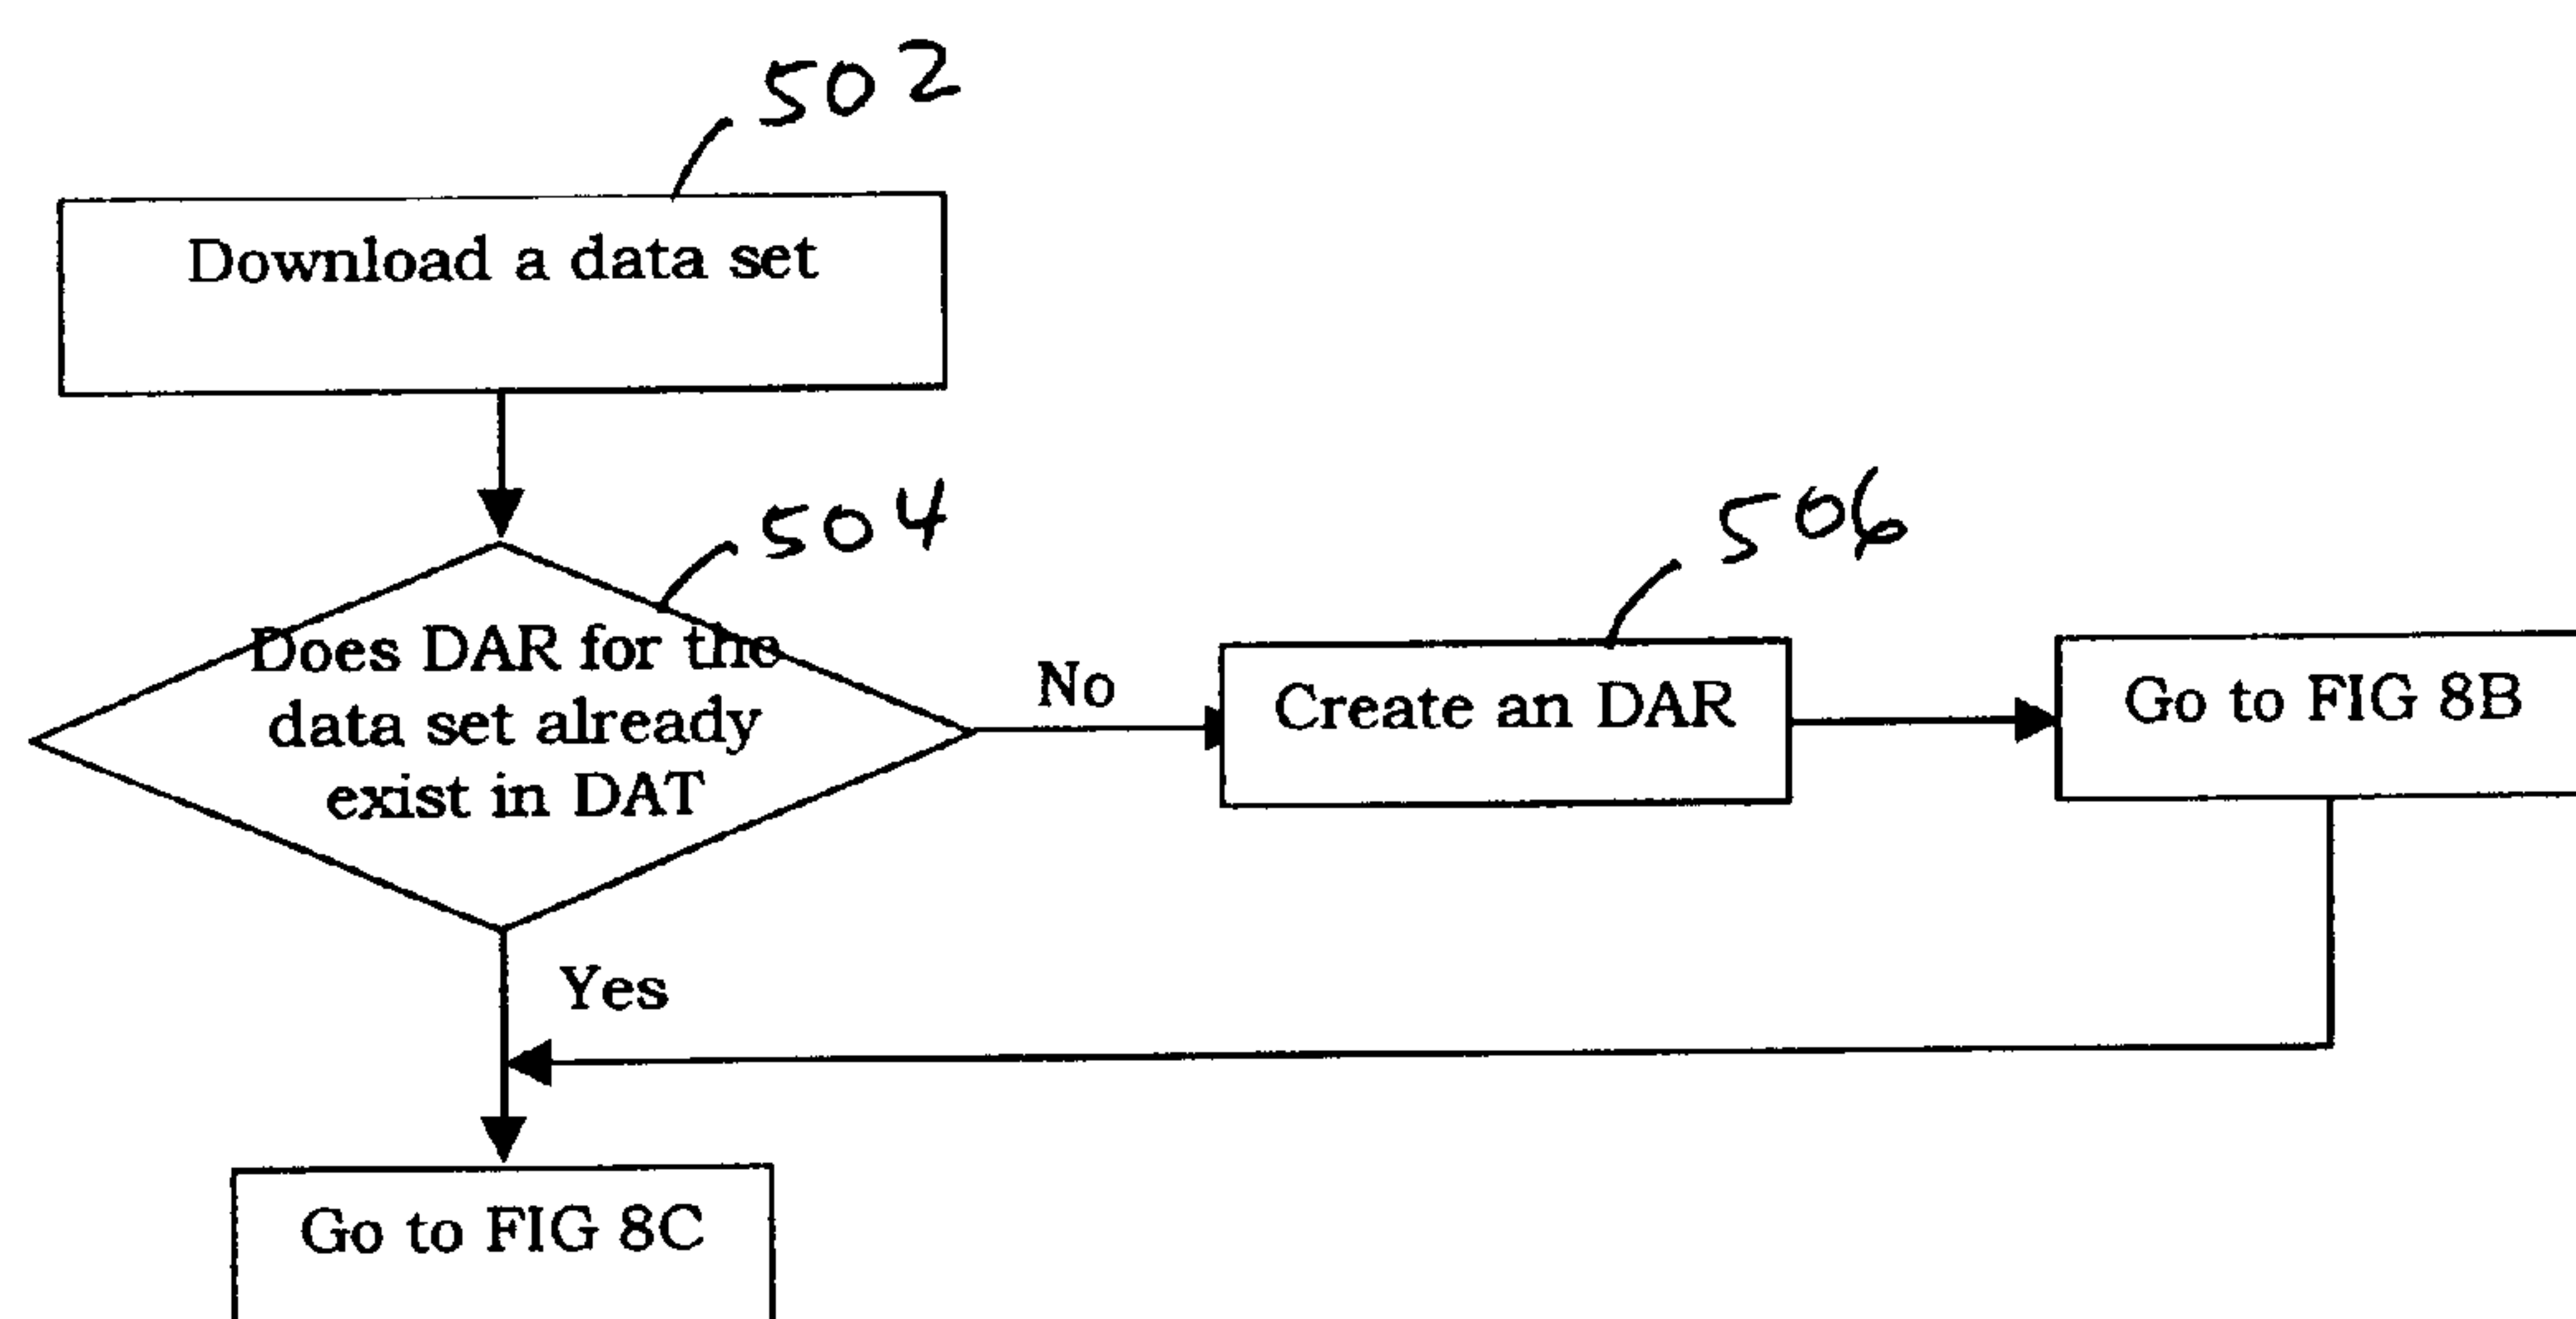 502
Download a data set
504
Does DAR for the
data set already
exist in DAT
No
506
Create an DAR
Go to FIG 8B
Yes
Go to FIG 8C